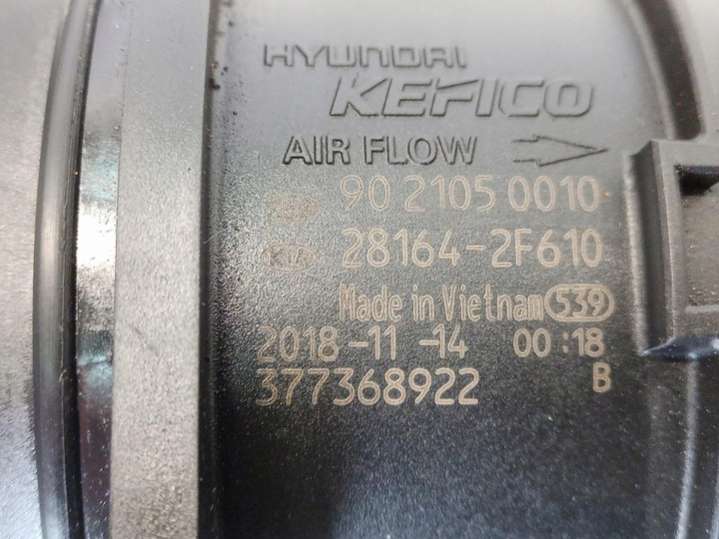 HYUNDAI
KEFICO
AIR FLOW
90 2105 0010
KIA 28164-2F610
Made in Vietnam 539
2018-11-14 00:18
377368922 B